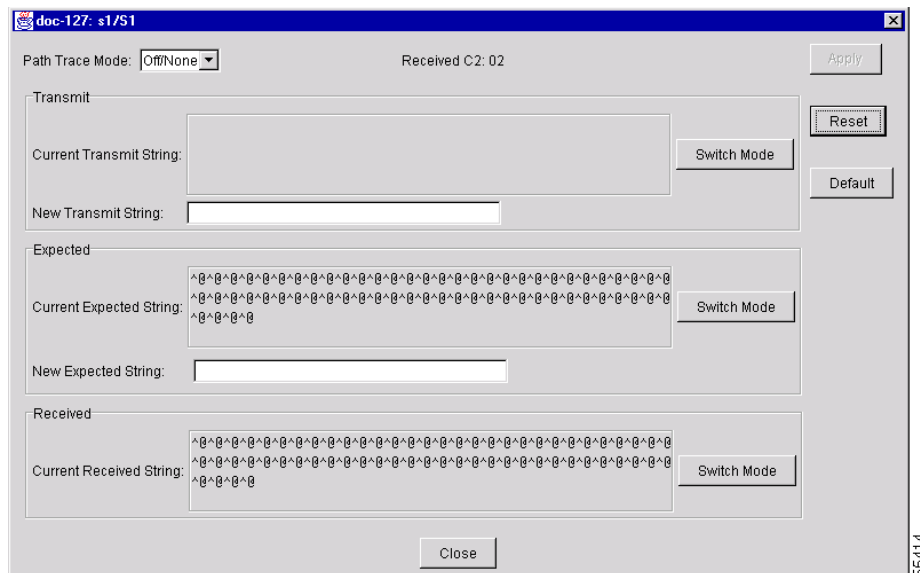 doc-127: s1/S1
Path Trace Mode: Off/None Received C2: 02 Apply
Transmit
Reset
Current Transmit String: Switch Mode
Default
New Transmit String:
Expected
^@^@^@^@^@^@^@^@^@^@^@^@^@^@^@^@^@^@^@^@^@^@^@^@^@^@^@^@^@^@
^@^@^@^@^@^@^@^@^@^@^@^@^@^@^@^@^@^@^@^@^@^@^@^@^@^@^@^@^@^@
Current Expected String: Switch Mode
^@^@^@^@
New Expected String:
Received
^@^@^@^@^@^@^@^@^@^@^@^@^@^@^@^@^@^@^@^@^@^@^@^@^@^@^@^@^@^@
^@^@^@^@^@^@^@^@^@^@^@^@^@^@^@^@^@^@^@^@^@^@^@^@^@^@^@^@^@^@
Current Received String: Switch Mode
^@^@^@^@
Close
55414